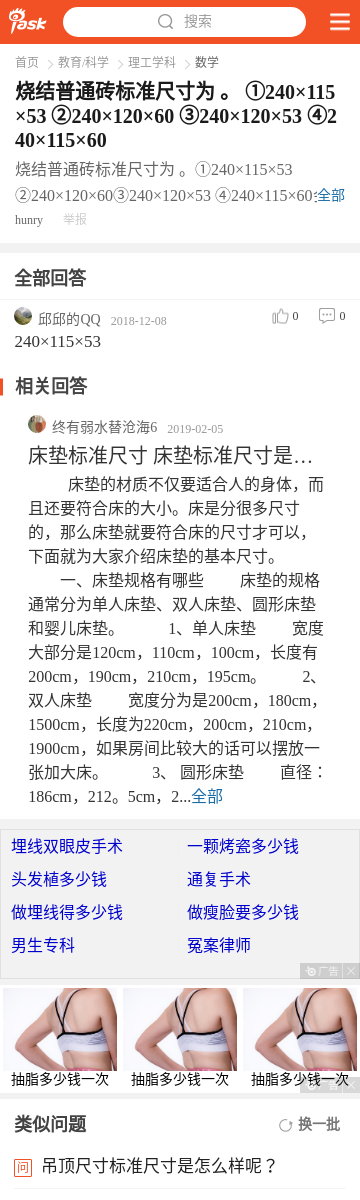 iask
搜索
首页 > 教育/科学 > 理工学科 > 数学
烧结普通砖标准尺寸为 。 ①240×115
×53 ②240×120×60 ③240×120×53 ④2
40×115×60
烧结普通砖标准尺寸为 。①240×115×53
②240×120×60③240×120×53 ④240×115×60全部
hunry 举报
全部回答
邱邱的QQ 2018-12-08 0 0
240×115×53
相关回答
终有弱水替沧海6 2019-02-05
床垫标准尺寸 床垫标准尺寸是…
床垫的材质不仅要适合人的身体，而
且还要符合床的大小。床是分很多尺寸
的，那么床垫就要符合床的尺寸才可以，
下面就为大家介绍床垫的基本尺寸。
一、床垫规格有哪些 床垫的规格
通常分为单人床垫、双人床垫、圆形床垫
和婴儿床垫。 1、单人床垫 宽度
大部分是120cm，110cm，100cm，长度有
200cm，190cm，210cm，195cm。 2、
双人床垫 宽度分为是200cm，180cm，
1500cm，长度为220cm，200cm，210cm，
1900cm，如果房间比较大的话可以摆放一
张加大床。 3、 圆形床垫 直径：
186cm，212。5cm，2...全部
埋线双眼皮手术 一颗烤瓷多少钱
头发植多少钱 通复手术
做埋线得多少钱 做瘦脸要多少钱
男生专科 冤案律师
广告
抽脂多少钱一次 抽脂多少钱一次 抽脂多少钱一次
广告
类似问题 换一批
问 吊顶尺寸标准尺寸是怎么样呢？